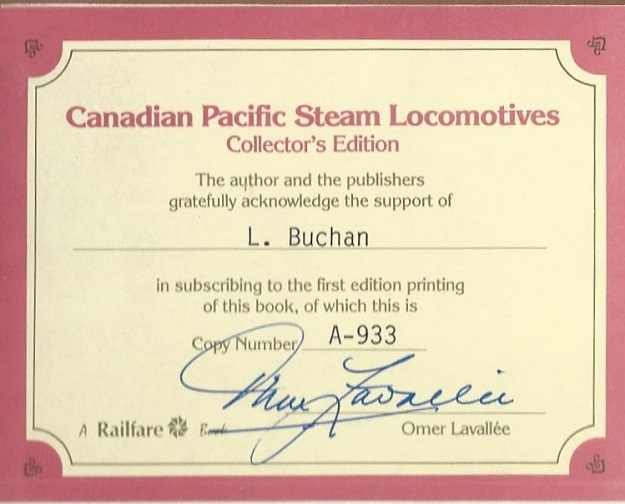 Canadian Pacific Steam Locomotives
Collector's Edition
The author and the publishers
gratefully acknowledge the support of
L. Buchan
in subscribing to the first edition printing
of this book, of which this is
Copy Number A-933
Omer Lavallée
A Railfare Book
Omer Lavallée